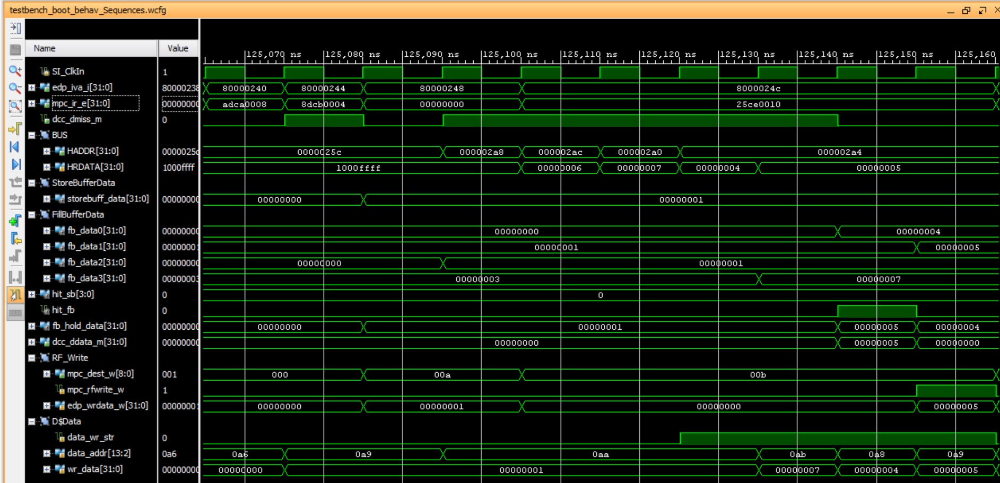 testbench_boot_behav_Sequences.wcfg
Name Value
125,070 ns 125,080 ns 125,090 ns 125,100 ns 125,110 ns 125,120 ns 125,130 ns 125,140 ns 125,150 ns 125,160
SI_ClkIn 1
edp_iva_i[31:0] 80000238 80000240 80000244 80000248 8000024c
mpc_ir_e[31:0] 00000000 adca0008 8dcb0004 00000000 25ce0010
dcc_dmiss_m 0
BUS
HADDR[31:0] 0000025c 0000025c 000002a8 000002ac 000002a0 000002a4
HRDATA[31:0] 1000ffff 1000ffff 00000006 00000007 00000004 00000005
StoreBufferData
storebuff_data[31:0] 00000000 00000000 00000001
FillBufferData
fb_data0[31:0] 00000000 00000000 00000004
fb_data1[31:0] 00000001 00000001 00000005
fb_data2[31:0] 00000000 00000000 00000001
fb_data3[31:0] 00000003 00000003 00000007
hit_sb[3:0] 0 0
hit_fb 0
fb_hold_data[31:0] 00000000 00000000 00000001 00000005 00000004
dcc_ddata_m[31:0] 00000000 00000000 00000005 00000000
RF_Write
mpc_dest_w[8:0] 001 000 00a 00b
mpc_rfwrite_w 1
edp_wrdata_w[31:0] 00000001 00000000 00000001 00000000 00000005
D$Data
data_wr_str 0
data_addr[13:2] 0a6 0a6 0a9 0aa 0ab 0a8 0a9
wr_data[31:0] 00000000 00000000 00000001 00000007 00000004 00000005